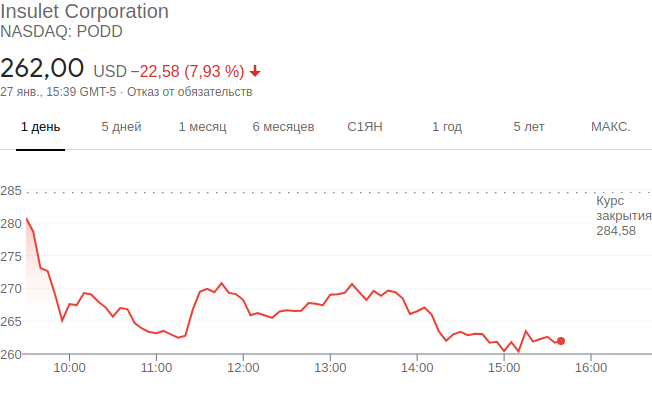 Insulet Corporation
NASDAQ: PODD
262,00 USD −22,58 (7,93 %)
27 янв., 15:39 GMT-5 · Отказ от обязательств
1 день 5 дней 1 месяц 6 месяцев С1ЯН 1 год 5 лет МАКС.
285
Курс
закрытия
284,58
280
275
270
265
260
10:00 11:00 12:00 13:00 14:00 15:00 16:00